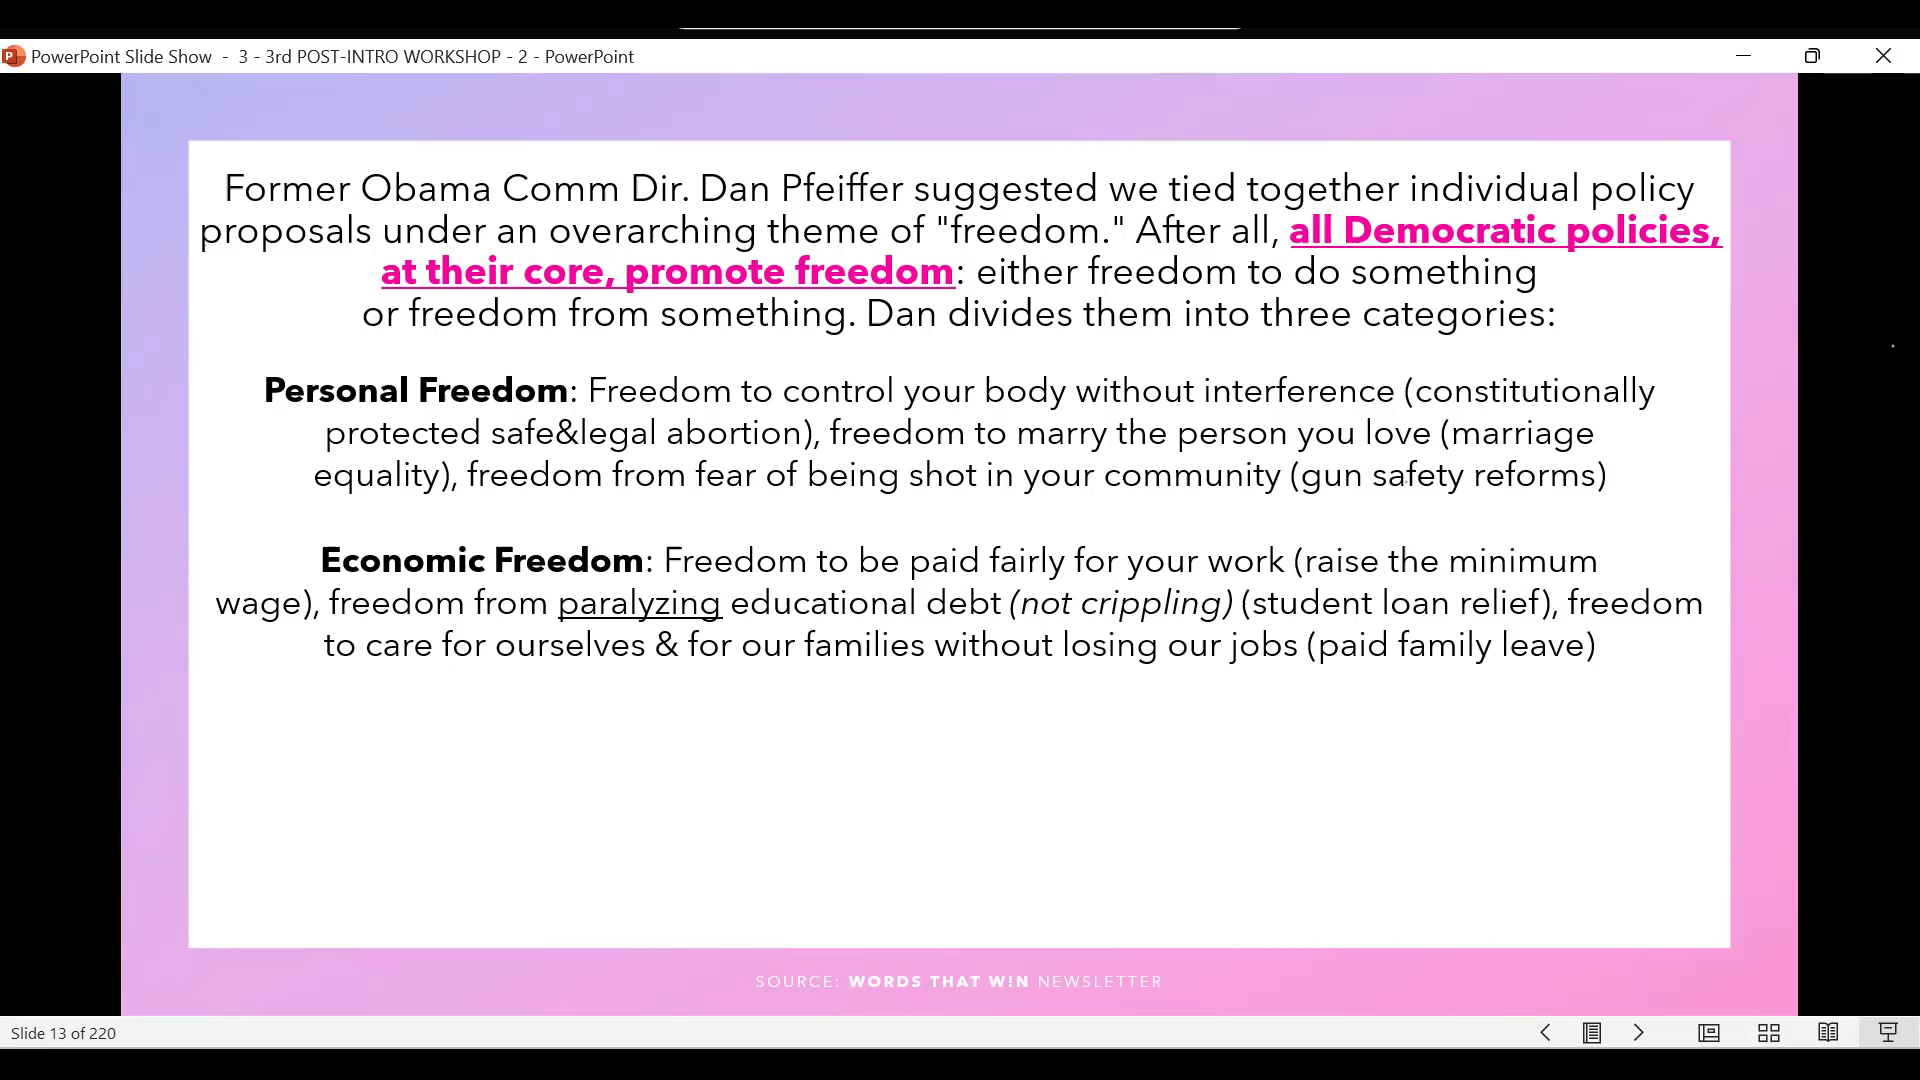 PowerPoint Slide Show - 3 - 3rd POST-INTRO WORKSHOP - 2 - PowerPoint
Former Obama Comm Dir. Dan Pfeiffer suggested we tied together individual policy
proposals under an overarching theme of "freedom." After all, all Democratic policies,
at their core, promote freedom: either freedom to do something
or freedom from something. Dan divides them into three categories:
Personal Freedom: Freedom to control your body without interference (constitutionally
protected safe&legal abortion), freedom to marry the person you love (marriage
equality), freedom from fear of being shot in your community (gun safety reforms)
Economic Freedom: Freedom to be paid fairly for your work (raise the minimum
wage), freedom from paralyzing educational debt (not crippling) (student loan relief), freedom
to care for ourselves & for our families without losing our jobs (paid family leave)
SOURCE: WORDS THAT W!N NEWSLETTER
Slide 13 of 220